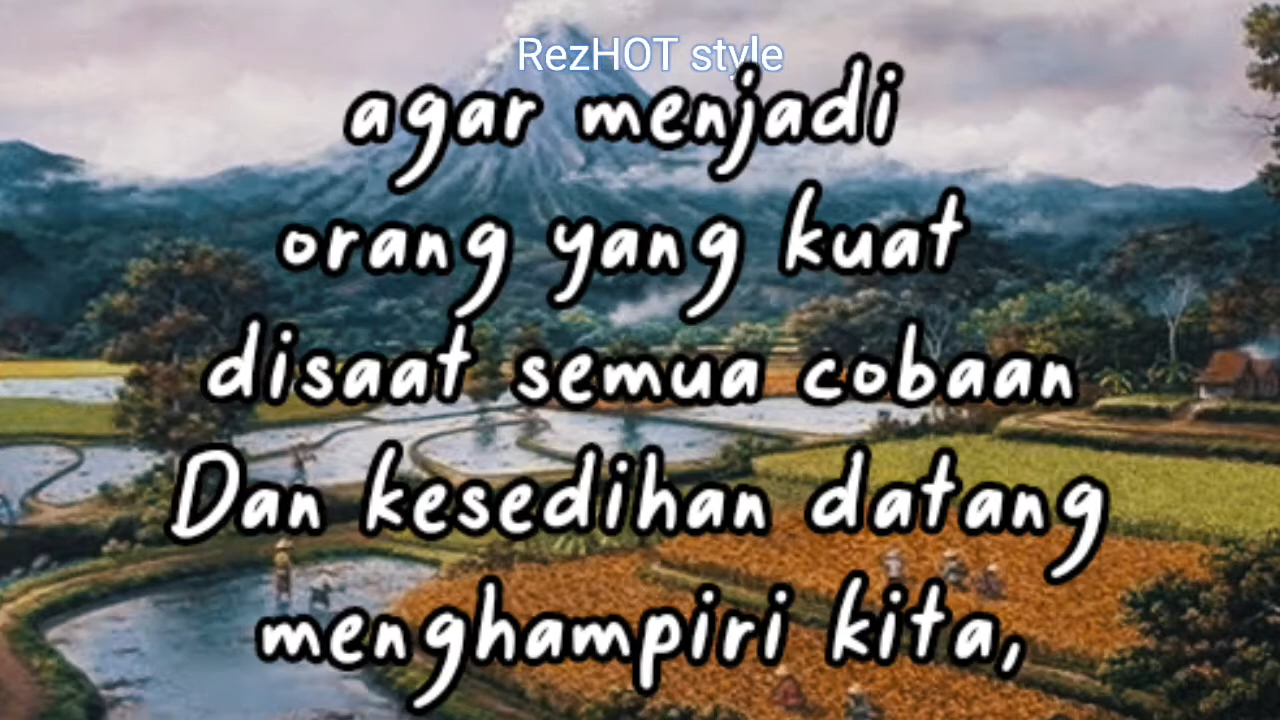 RezHOT style
agar menjadi
orang yang kuat
disaat semua cobaan
Dan kesedihan datang
menghampiri kita,